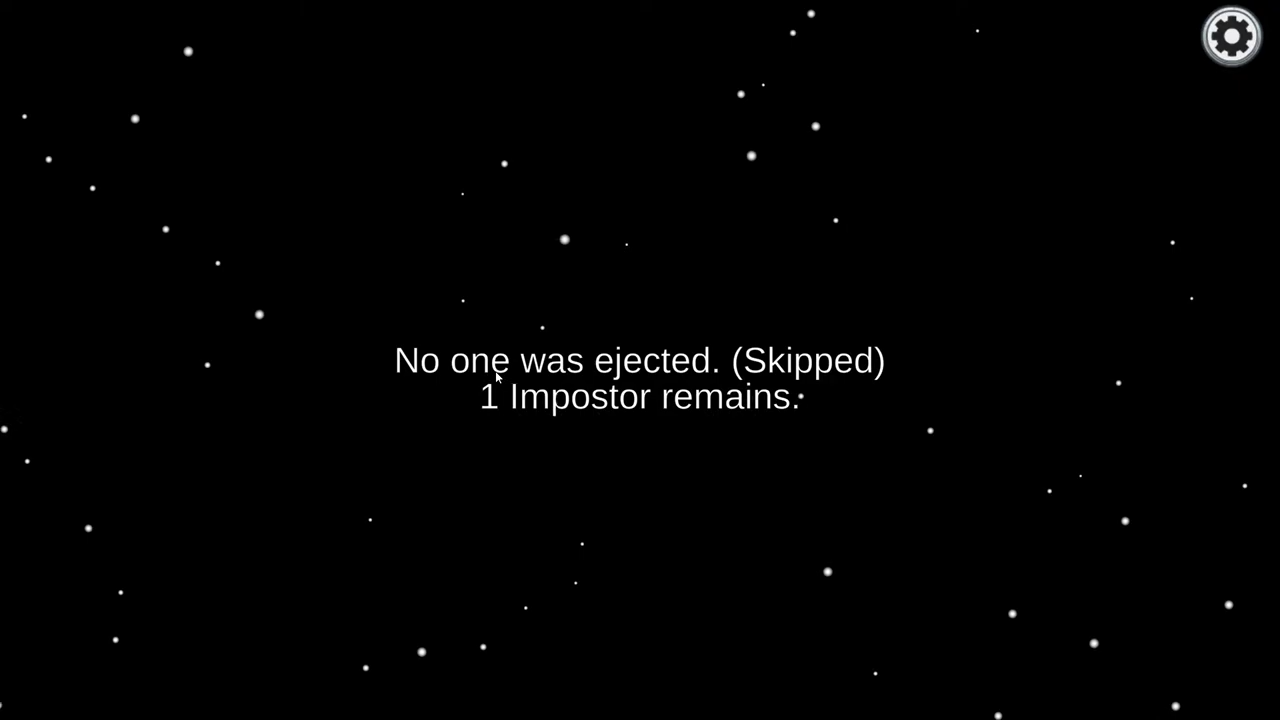 No one was ejected. (Skipped)
1 Impostor remains.